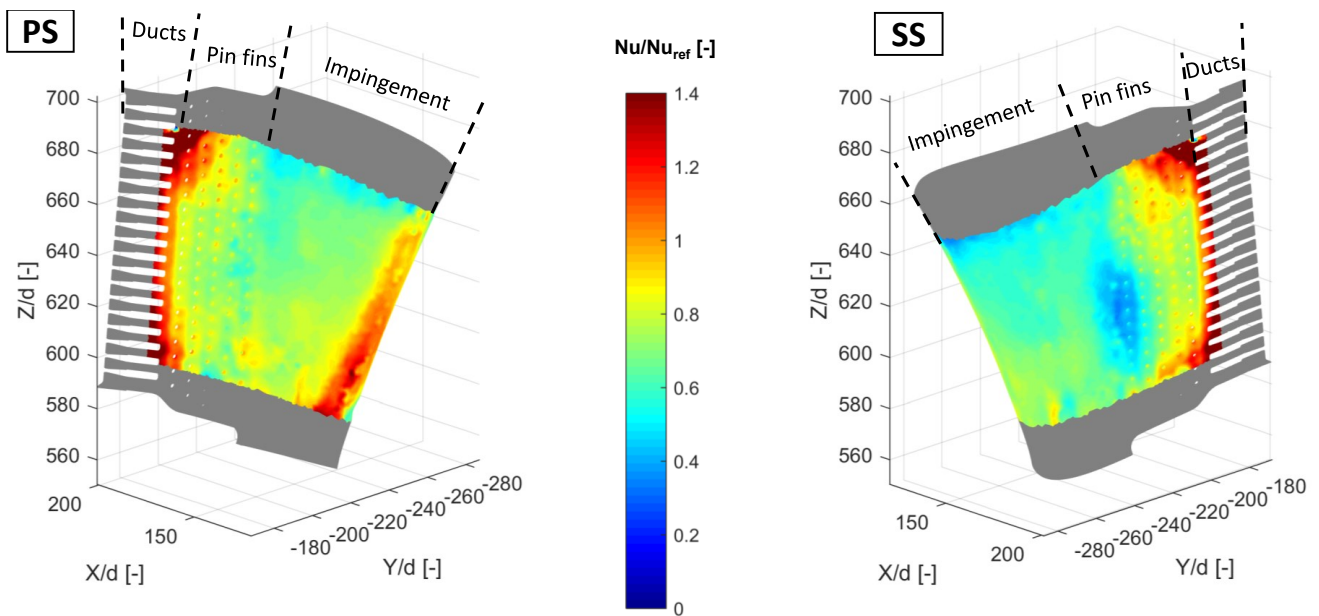 PS
Ducts
Pin fins
Impingement
700
680
660
640
620
600
580
560
Z/d [-]
200
150
X/d [-]
-180
-200
-220
-240
-260
-280
Y/d [-]
Nu/Nuref [-]
1.4
1.2
1
0.8
0.6
0.4
0.2
0
SS
Impingement
Pin fins
Ducts
700
680
660
640
620
600
580
560
Z/d [-]
150
200
X/d [-]
-280
-260
-240
-220
-200
-180
Y/d [-]